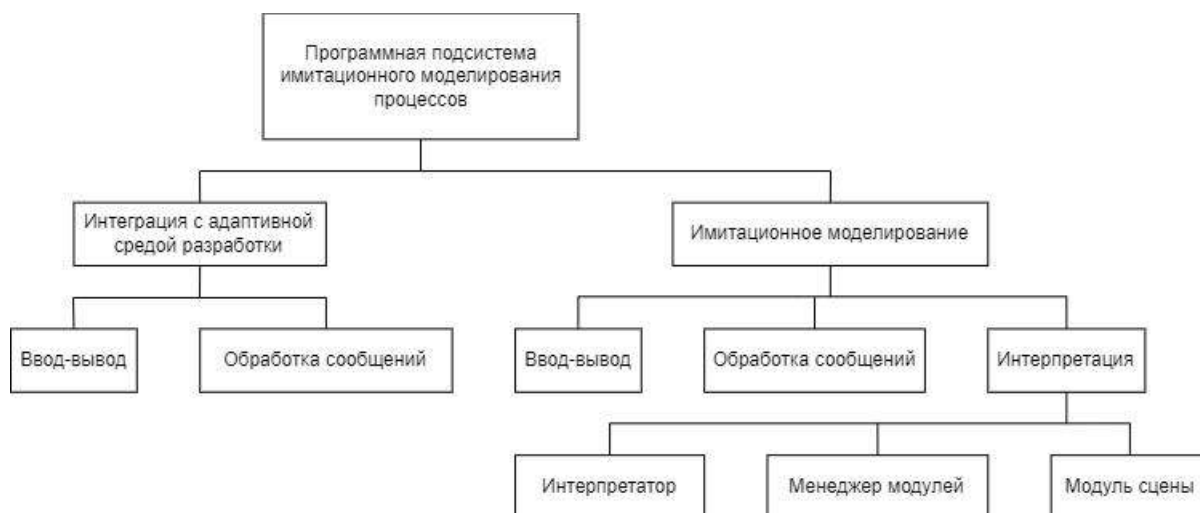 Программная подсистема
имитационного моделирования
процессов
Интеграция с адаптивной
средой разработки
Имитационное моделирование
Ввод-вывод
Обработка сообщений
Ввод-вывод
Обработка сообщений
Интерпретация
Интерпретатор
Менеджер модулей
Модуль сцены